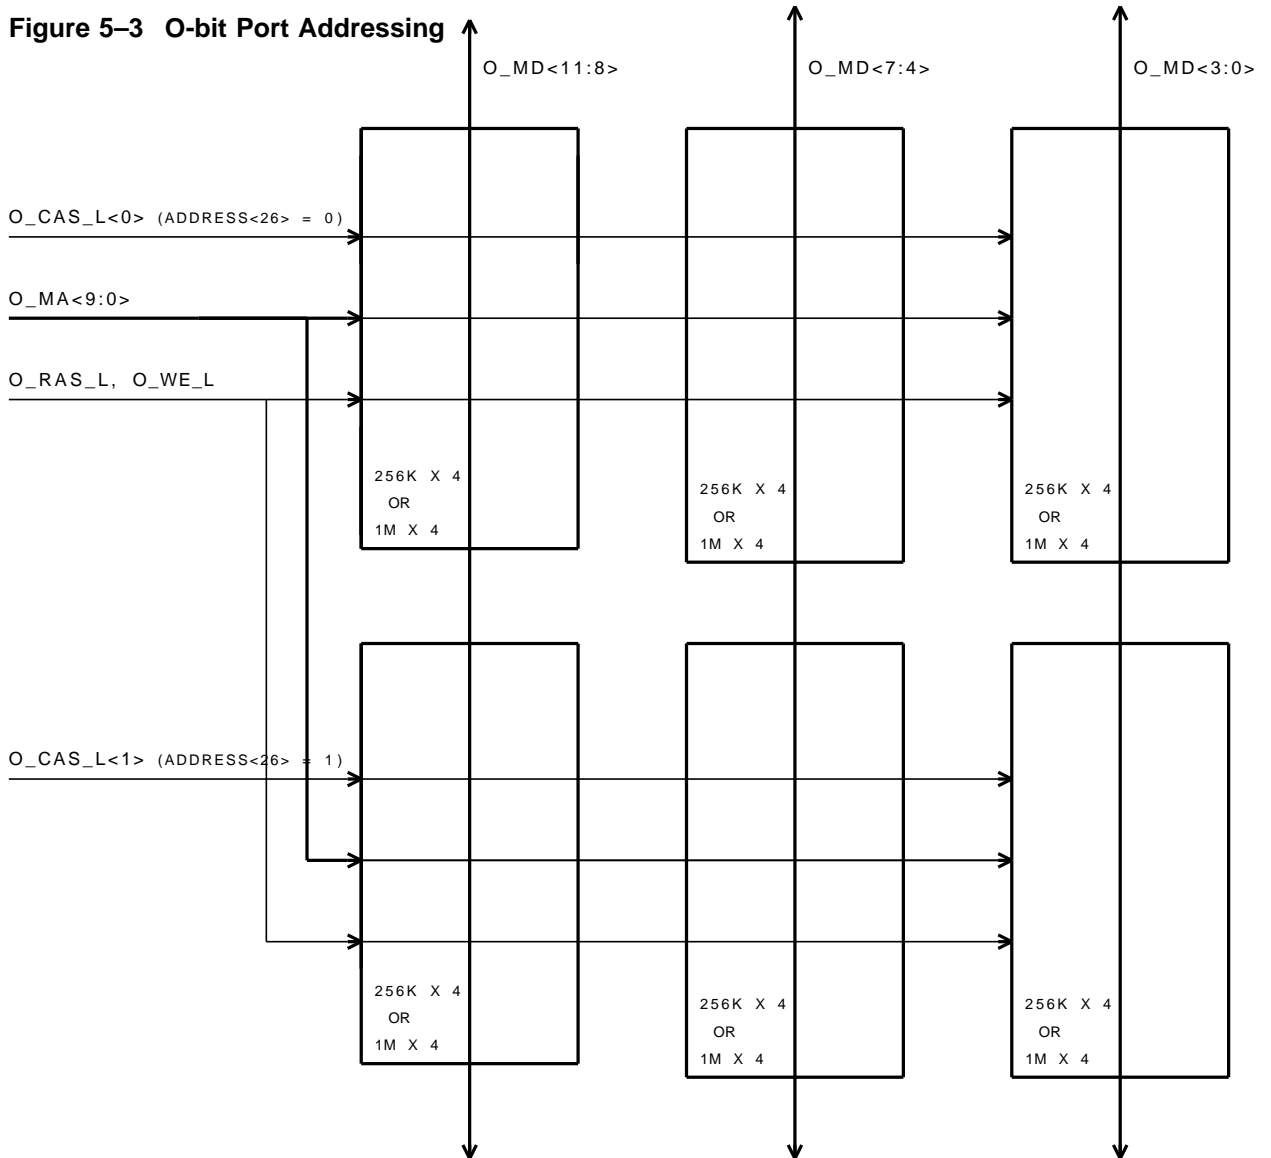 Figure 5–3 O-bit Port Addressing
O_MD<11:8>
O_MD<7:4>
O_MD<3:0>
O_CAS_L<0> (ADDRESS<26> = 0)
O_MA<9:0>
O_RAS_L, O_WE_L
256K X 4
OR
1M X 4
256K X 4
OR
1M X 4
256K X 4
OR
1M X 4
O_CAS_L<1> (ADDRESS<26> = 1)
256K X 4
OR
1M X 4
256K X 4
OR
1M X 4
256K X 4
OR
1M X 4